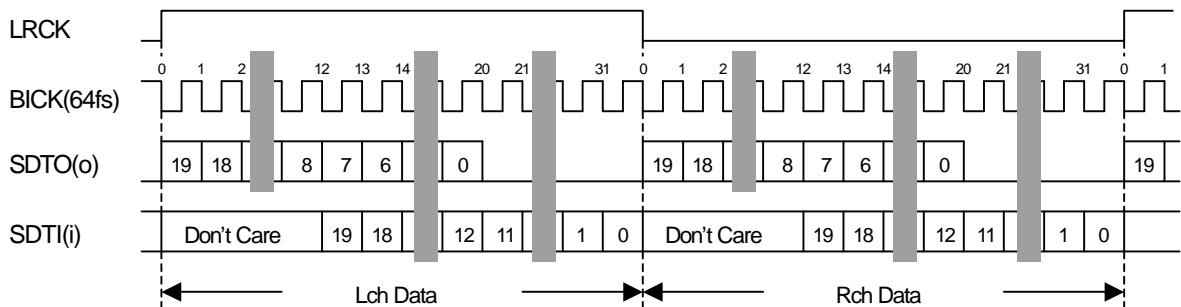 LRCK
0 1 2 12 13 14 20 21 31 0 1 2 12 13 14 20 21 31 0 1
BICK(64fs)
SDTO(o) 19 18 8 7 6 0 19 18 8 7 6 0 19
SDTI(i) Don't Care 19 18 12 11 1 0 Don't Care 19 18 12 11 1 0
Lch Data Rch Data